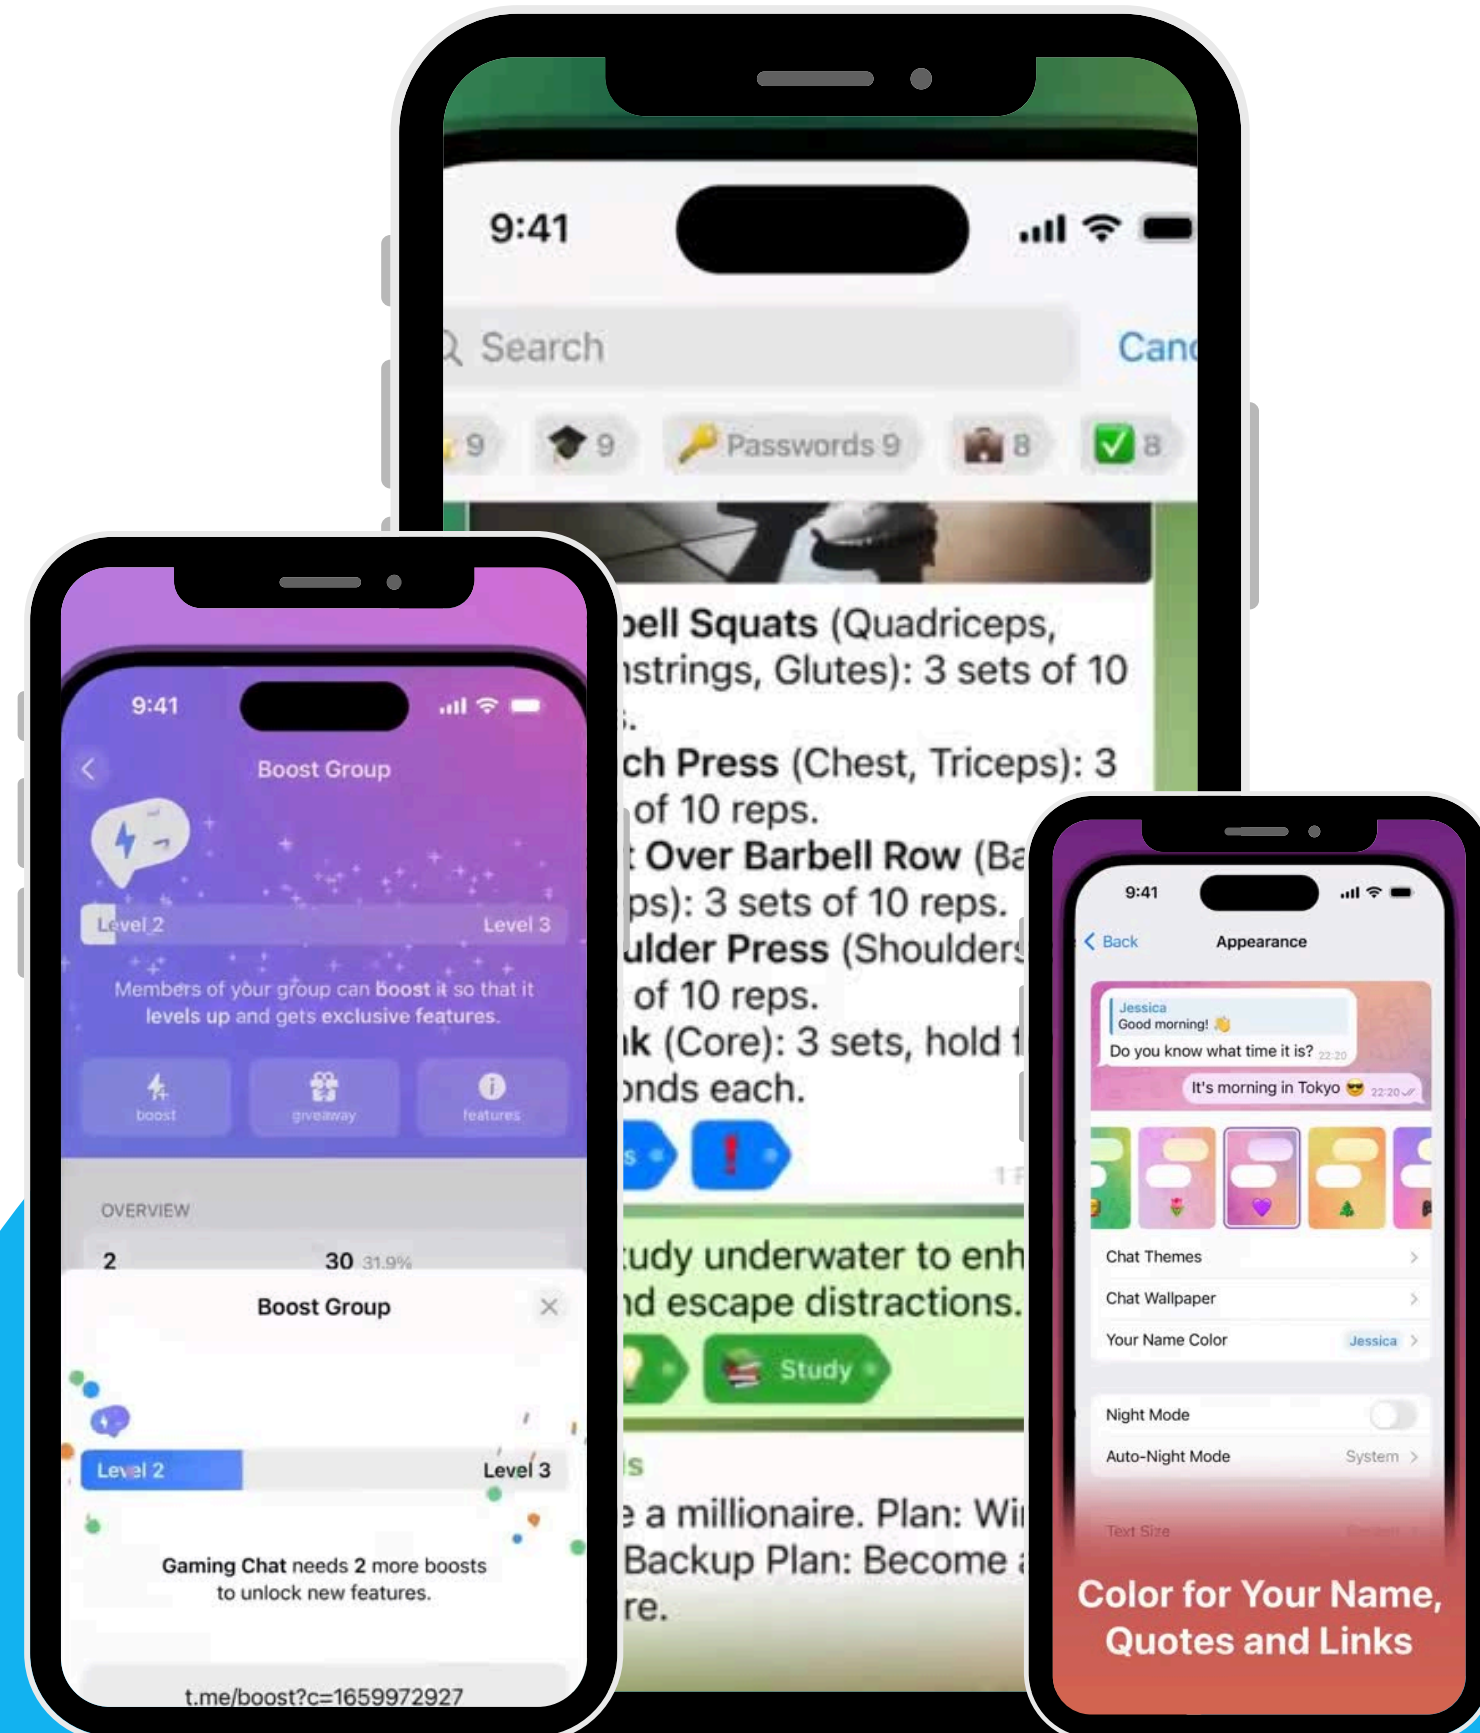 9:41
Search
Canc
9
9
Passwords 9
8
8
bell Squats (Quadriceps,
nstrings, Glutes): 3 sets of 10
s.
ch Press (Chest, Triceps): 3
of 10 reps.
t Over Barbell Row (Ba
ps): 3 sets of 10 reps.
ulder Press (Shoulders
of 10 reps.
nk (Core): 3 sets, hold f
onds each.
s
tudy underwater to enh
nd escape distractions.
Study
ls
e a millionaire. Plan: Wi
Backup Plan: Become a
re.
9:41
Boost Group
Level 2
Level 3
Members of your group can boost it so that it
levels up and gets exclusive features.
boost
giveaway
features
OVERVIEW
2
30 31.9%
Boost Group
Level 2
Level 3
Gaming Chat needs 2 more boosts
to unlock new features.
t.me/boost?c=1659972927
9:41
Back
Appearance
Jessica
Good morning! 👋
Do you know what time it is? 22:20
It's morning in Tokyo 😎 22:20
Chat Themes
Chat Wallpaper
Your Name Color
Jessica
Night Mode
Auto-Night Mode
System
Text Size
Color for Your Name,
Quotes and Links